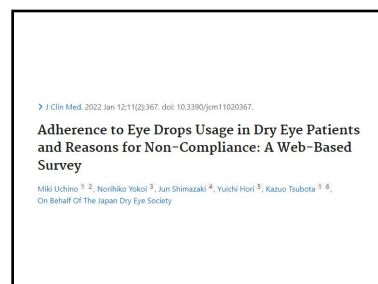 > J Clin Med. 2022 Jan 12;11(2):367. doi: 10.3390/jcm11020367.
Adherence to Eye Drops Usage in Dry Eye Patients
and Reasons for Non-Compliance: A Web-Based
Survey
Miki Uchino 1 2, Norihiko Yokoi 3, Jun Shimazaki 4, Yuichi Hori 5, Kazuo Tsubota 1 6,
On Behalf Of The Japan Dry Eye Society